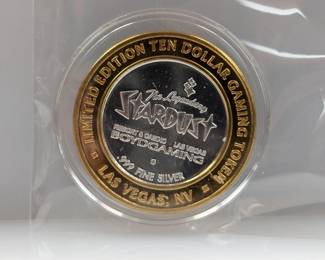 LIMITED EDITION TEN DOLLAR GAMING TOKEN
The Legendary
STARDUST
RESORT & CASINO LAS VEGAS
BOYDGAMING
.999 FINE SILVER
LAS VEGAS, NV